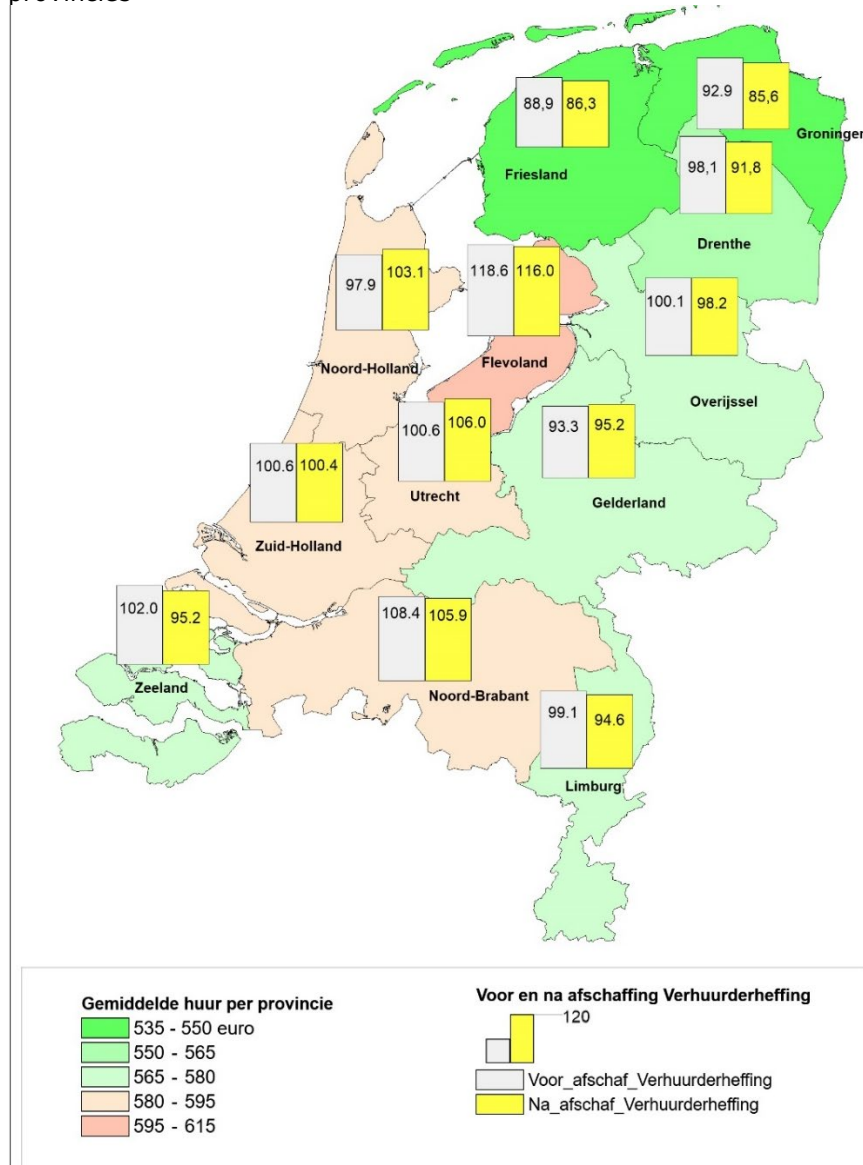 provincies
92.9
85,6
88,9
86,3
Groningen
98,1
91,8
Friesland
Drenthe
97.9
103.1
118.6
116.0
100.1
98.2
Noord-Holland
Flevoland
Overijssel
100.6
106.0
93.3
95.2
100.6
100.4
Utrecht
Gelderland
Zuid-Holland
102.0
95.2
108.4
105.9
Zeeland
Noord-Brabant
99.1
94.6
Limburg
Gemiddelde huur per provincie
535 - 550 euro
550 - 565
565 - 580
580 - 595
595 - 615
Voor en na afschaffing Verhuurderheffing
120
Voor_afschaf_Verhuurderheffing
Na_afschaf_Verhuurderheffing